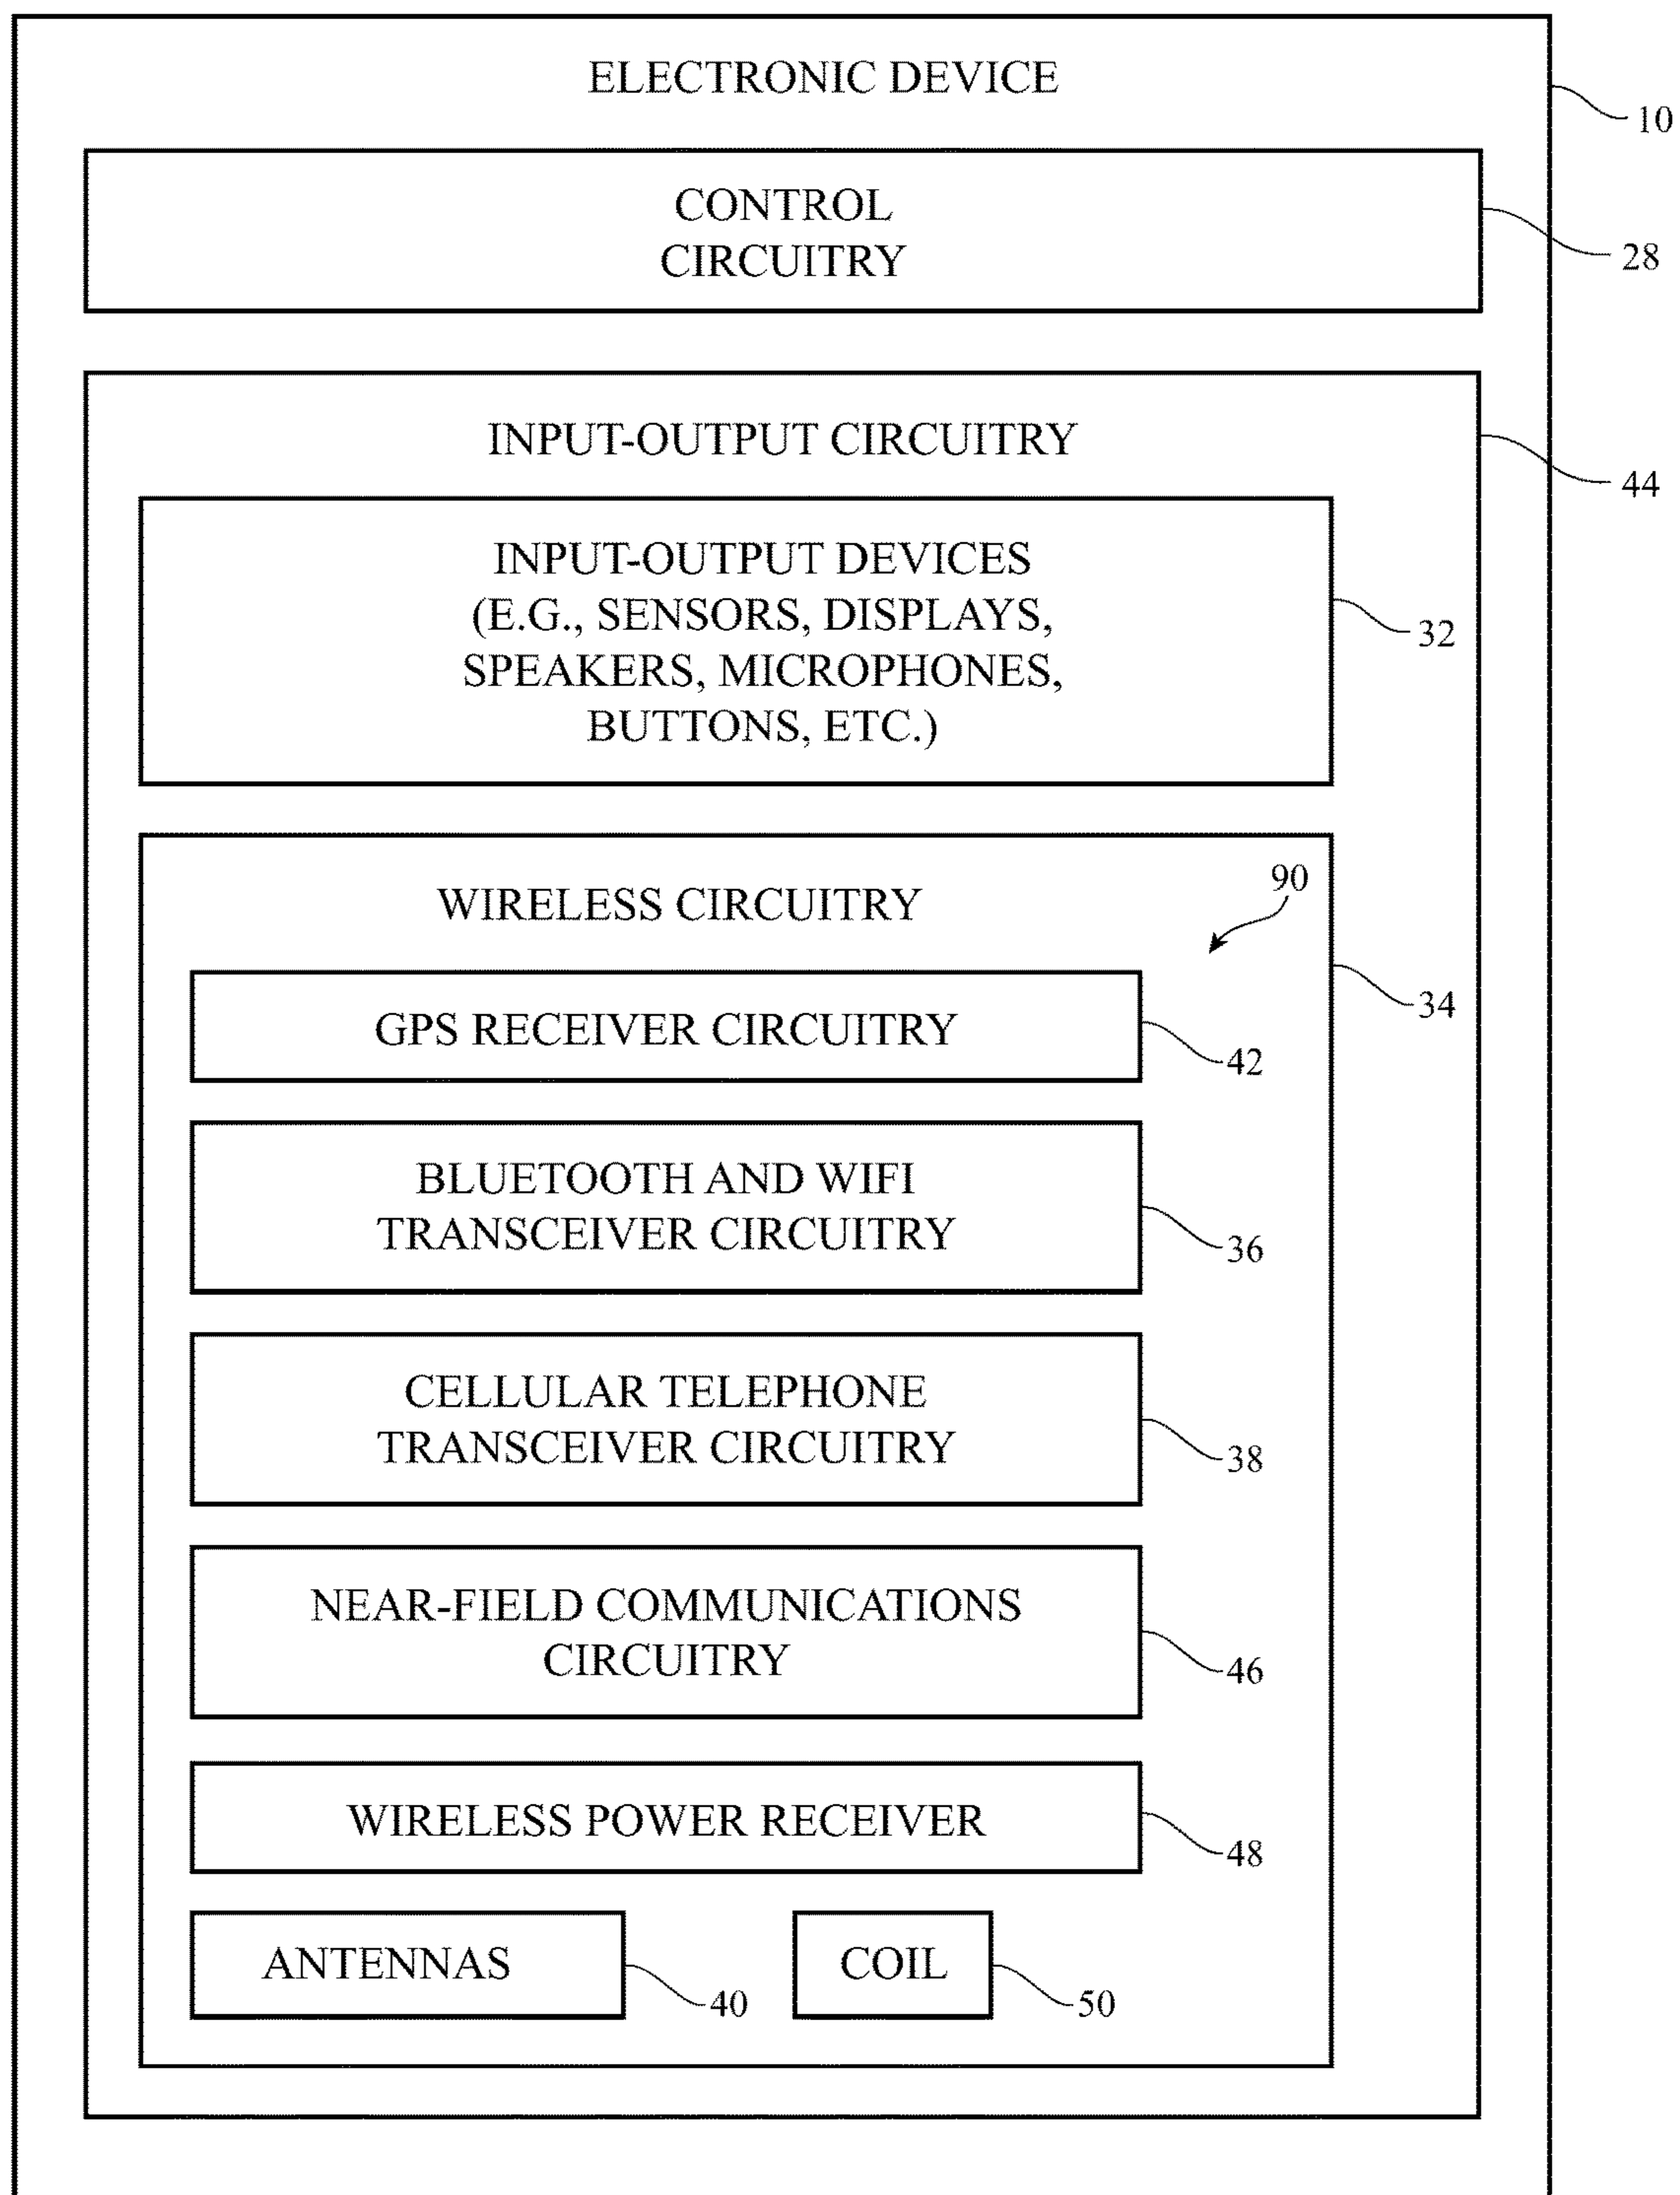 ELECTRONIC DEVICE
10
CONTROL
CIRCUITRY
28
INPUT-OUTPUT CIRCUITRY
44
INPUT-OUTPUT DEVICES
(E.G., SENSORS, DISPLAYS,
SPEAKERS, MICROPHONES,
BUTTONS, ETC.)
32
WIRELESS CIRCUITRY
90
34
GPS RECEIVER CIRCUITRY
42
BLUETOOTH AND WIFI
TRANSCEIVER CIRCUITRY
36
CELLULAR TELEPHONE
TRANSCEIVER CIRCUITRY
38
NEAR-FIELD COMMUNICATIONS
CIRCUITRY
46
WIRELESS POWER RECEIVER
48
ANTENNAS
40
COIL
50